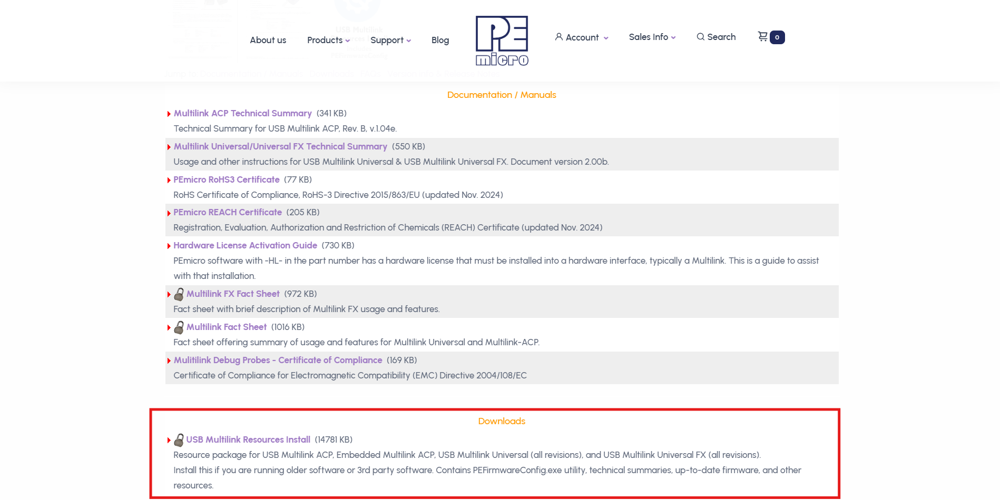 About us
Products
Support
Blog
PE
micro
Account
Sales Info
Search
0
USB Multilink
Documentation / Manuals
Multilink ACP Technical Summary (341 KB)
Technical Summary for USB Multilink ACP, Rev. B, v.1.04e.
Multilink Universal/Universal FX Technical Summary (550 KB)
Usage and other instructions for USB Multilink Universal & USB Multilink Universal FX. Document version 2.00b.
PEmicro RoHS3 Certificate (77 KB)
RoHS Certificate of Compliance, RoHS-3 Directive 2015/863/EU (updated Nov. 2024)
PEmicro REACH Certificate (205 KB)
Registration, Evaluation, Authorization and Restriction of Chemicals (REACH) Certificate (updated Nov. 2024)
Hardware License Activation Guide (730 KB)
PEmicro software with -HL- in the part number has a hardware license that must be installed into a hardware interface, typically a Multilink. This is a guide to assist
with that installation.
Multilink FX Fact Sheet (972 KB)
Fact sheet with brief description of Multilink FX usage and features.
Multilink Fact Sheet (1016 KB)
Fact sheet offering summary of usage and features for Multilink Universal and Multilink-ACP.
Mulitilink Debug Probes - Certificate of Compliance (169 KB)
Certificate of Compliance for Electromagnetic Compatibility (EMC) Directive 2004/108/EC
Downloads
USB Multilink Resources Install (14781 KB)
Resource package for USB Multilink ACP, Embedded Multilink ACP, USB Multilink Universal (all revisions), and USB Multilink Universal FX (all revisions).
Install this if you are running older software or 3rd party software. Contains PEFirmwareConfig.exe utility, technical summaries, up-to-date firmware, and other
resources.